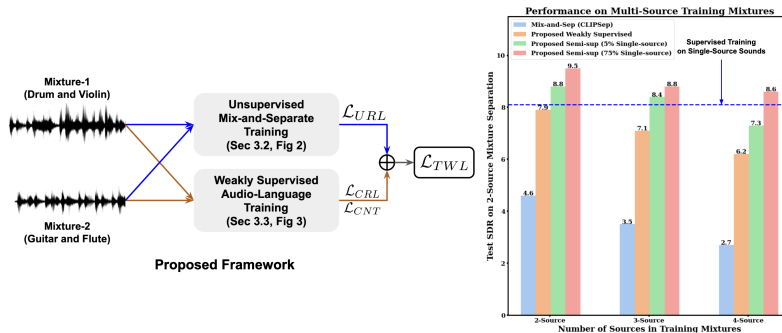 Mixture-1
(Drum and Violin)
Mixture-2
(Guitar and Flute)
Unsupervised
Mix-and-Separate
Training
(Sec 3.2, Fig 2)
Weakly Supervised
Audio-Language
Training
(Sec 3.3, Fig 3)
ℒ_URL
ℒ_CRL
ℒ_CNT
⊕
ℒ_TWL
Proposed Framework
Performance on Multi-Source Training Mixtures
Mix-and-Sep (CLIPSep)
Proposed Weakly Supervised
Proposed Semi-sup (5% Single-source)
Proposed Semi-sup (75% Single-source)
Supervised Training
on Single-Source Sounds
Test SDR on 2-Source Mixture Separation
10
8
6
4
2
0
4.6
7.9
8.8
9.5
3.5
7.1
8.4
8.8
2.7
6.2
7.3
8.6
2-Source
3-Source
4-Source
Number of Sources in Training Mixtures